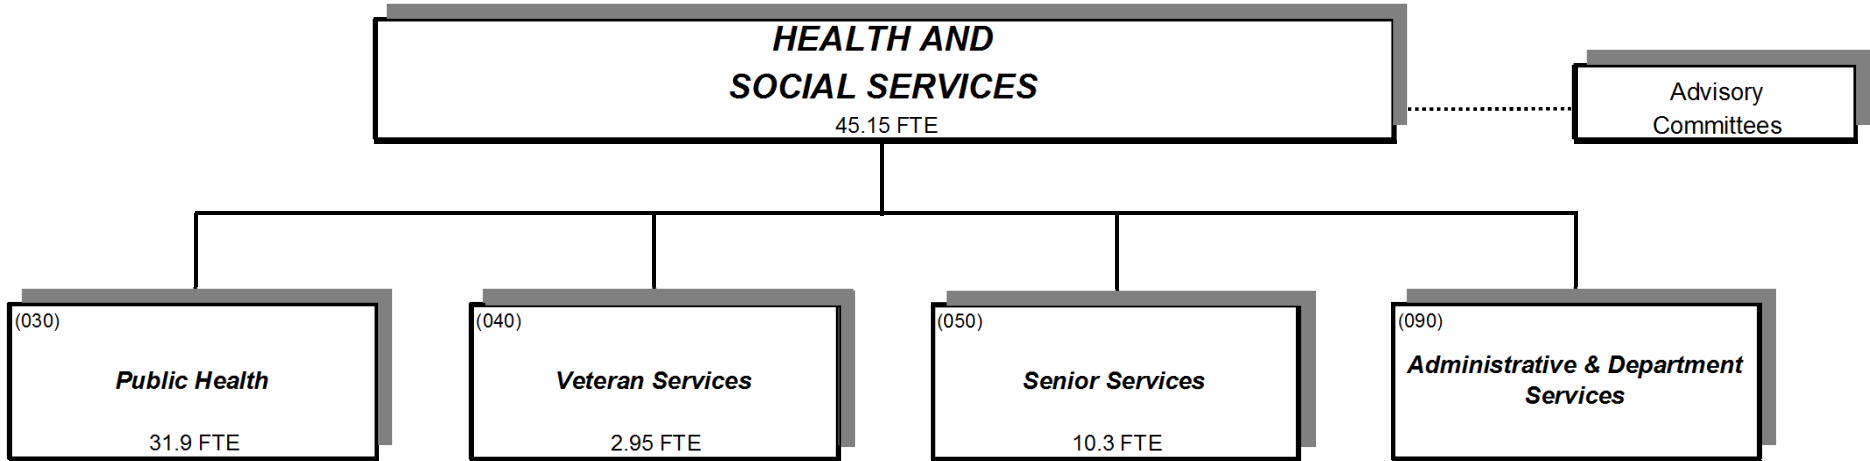 HEALTH AND
SOCIAL SERVICES
45.15 FTE
Advisory
Committees
(030)
Public Health
31.9 FTE
(040)
Veteran Services
2.95 FTE
(050)
Senior Services
10.3 FTE
(090)
Administrative & Department
Services